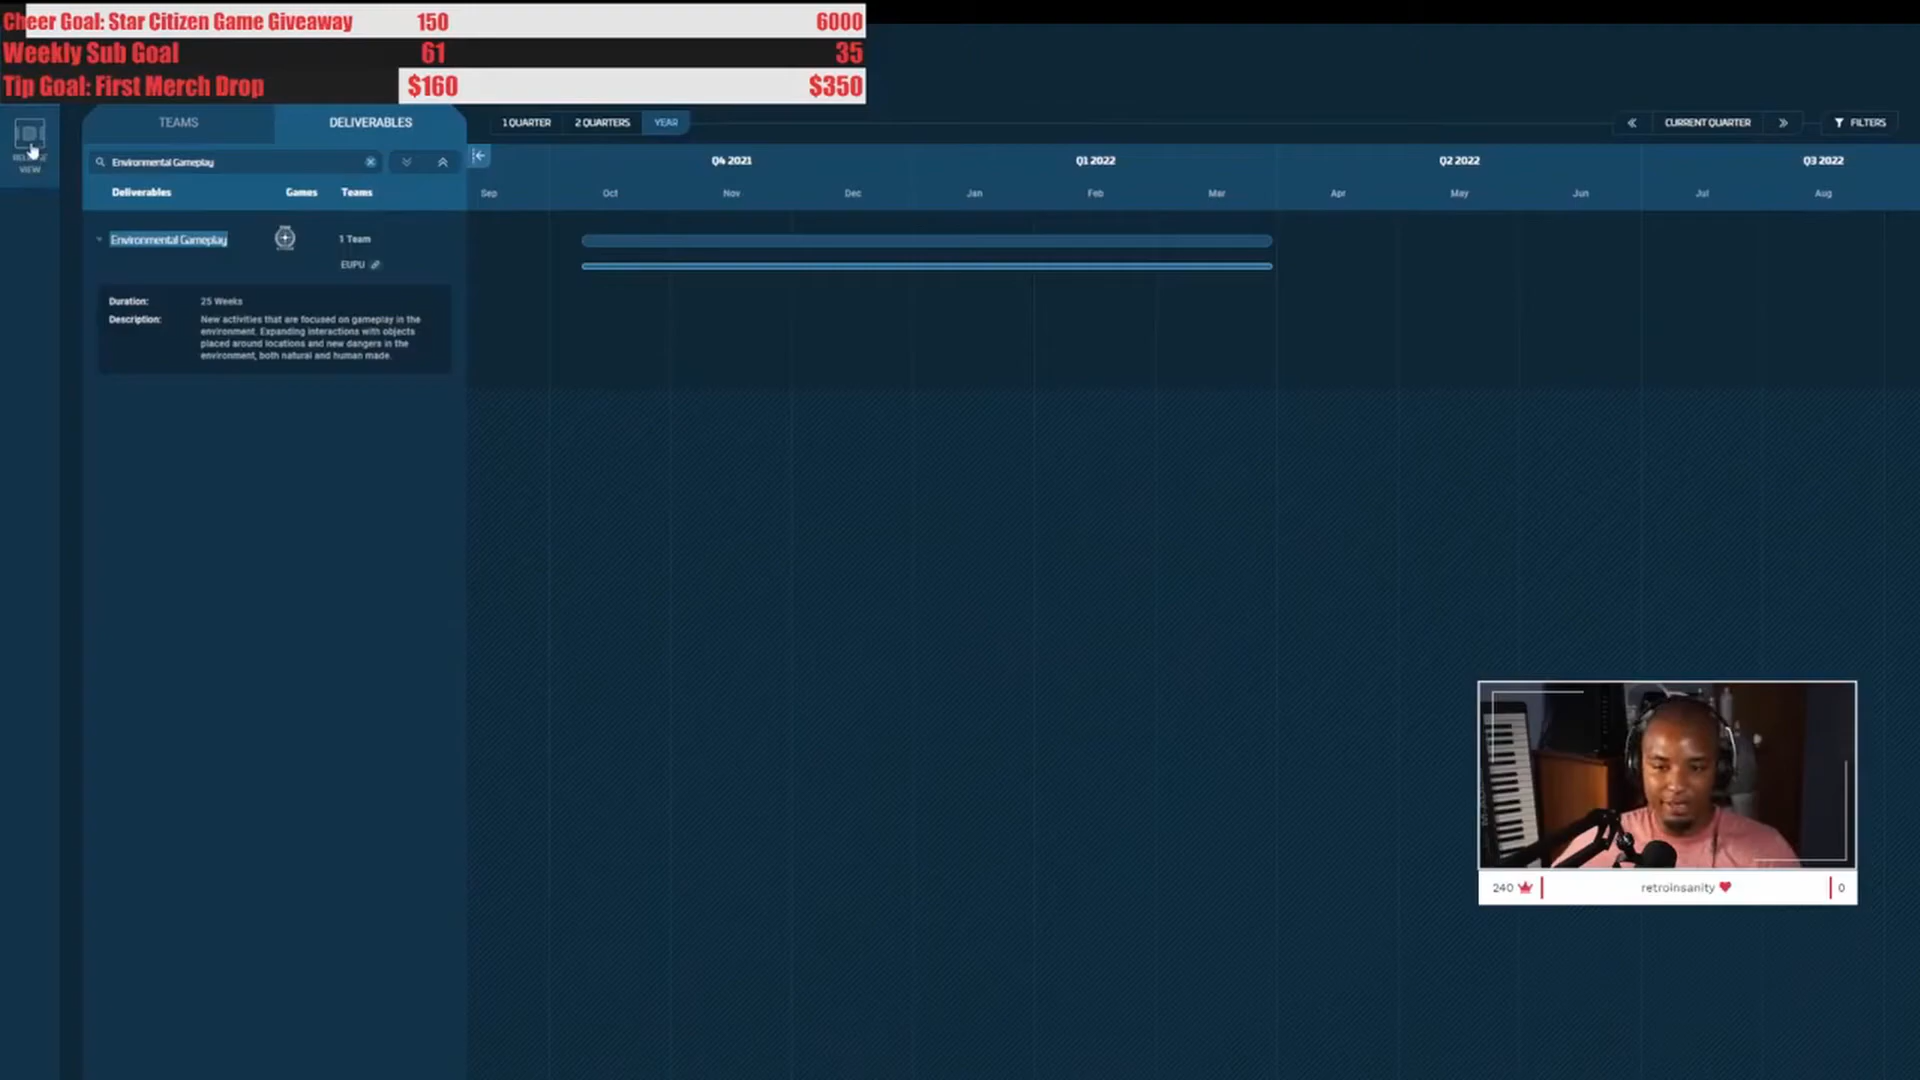 Cheer Goal: Star Citizen Game Giveaway 150 6000
Weekly Sub Goal 61 35
Tip Goal: First Merch Drop $160 $350
VIEW
TEAMS DELIVERABLES 1 QUARTER 2 QUARTERS YEAR CURRENT QUARTER FILTERS
Environmental Gameplay
Q4 2021 Q1 2022 Q2 2022 Q3 2022
Deliverables Games Teams Sep Oct Nov Dec Jan Feb Mar Apr May Jun Jul Aug
Environmental Gameplay 1 Team
EUPU
Duration: 25 Weeks
Description: New activities that are focused on gameplay in the
environment. Expanding interactions with objects
placed around locations and new dangers in the
environment, both natural and human made.
240 retroinsanity 0